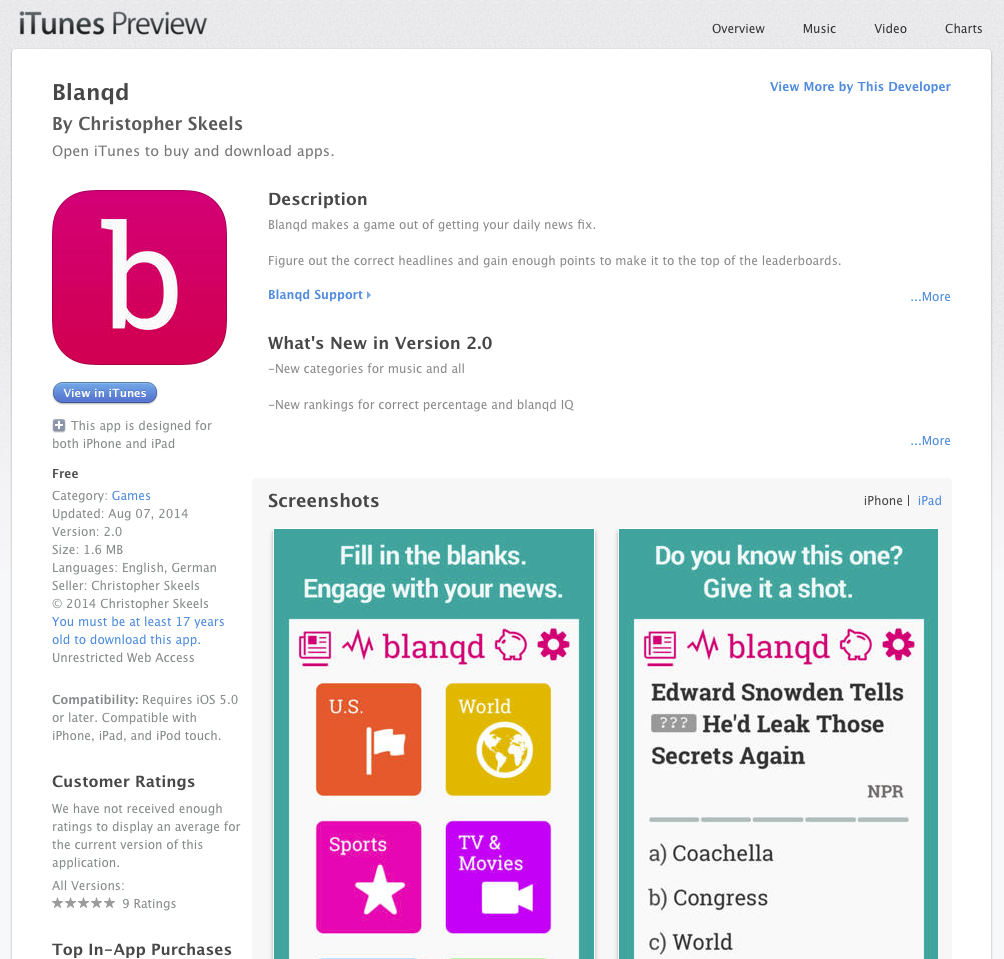 iTunes Preview
Overview Music Video Charts
Blanqd
View More by This Developer
By Christopher Skeels
Open iTunes to buy and download apps.
b
View in iTunes
This app is designed for
both iPhone and iPad
Free
Category: Games
Updated: Aug 07, 2014
Version: 2.0
Size: 1.6 MB
Languages: English, German
Seller: Christopher Skeels
© 2014 Christopher Skeels
You must be at least 17 years
old to download this app.
Unrestricted Web Access
Compatibility: Requires iOS 5.0
or later. Compatible with
iPhone, iPad, and iPod touch.
Customer Ratings
We have not received enough
ratings to display an average for
the current version of this
application.
All Versions:
★★★★★ 9 Ratings
Top In-App Purchases
Description
Blanqd makes a game out of getting your daily news fix.
Figure out the correct headlines and gain enough points to make it to the top of the leaderboards.
Blanqd Support
...More
What's New in Version 2.0
-New categories for music and all
-New rankings for correct percentage and blanqd IQ
...More
Screenshots
iPhone | iPad
Fill in the blanks.
Engage with your news.
blanqd
U.S.
World
Sports
TV &
Movies
Do you know this one?
Give it a shot.
blanqd
Edward Snowden Tells
??? He'd Leak Those
Secrets Again
NPR
a) Coachella
b) Congress
c) World